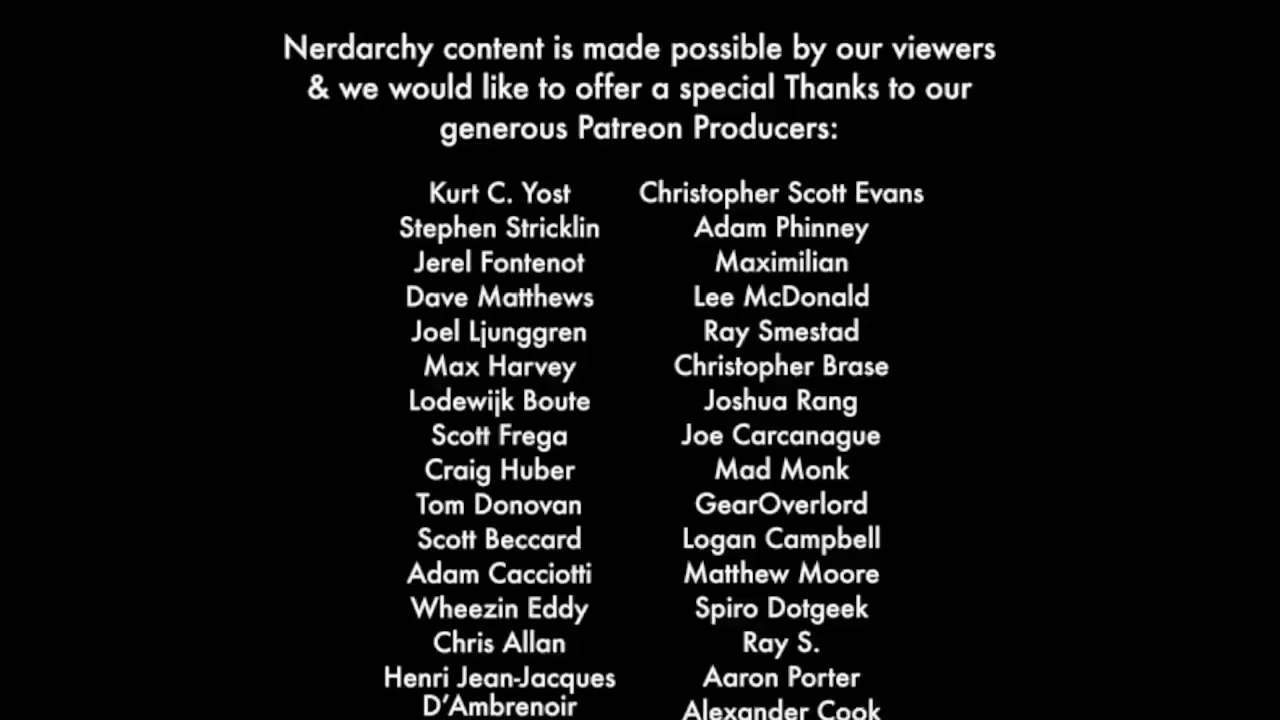 Nerdarchy content is made possible by our viewers
& we would like to offer a special Thanks to our
generous Patreon Producers:
Kurt C. Yost
Stephen Stricklin
Jerel Fontenot
Dave Matthews
Joel Ljunggren
Max Harvey
Lodewijk Boute
Scott Frega
Craig Huber
Tom Donovan
Scott Beccard
Adam Cacciotti
Wheezin Eddy
Chris Allan
Henri Jean-Jacques
D'Ambrenoir
Christopher Scott Evans
Adam Phinney
Maximilian
Lee McDonald
Ray Smestad
Christopher Brase
Joshua Rang
Joe Carcanague
Mad Monk
GearOverlord
Logan Campbell
Matthew Moore
Spiro Dotgeek
Ray S.
Aaron Porter
Alexander Cook